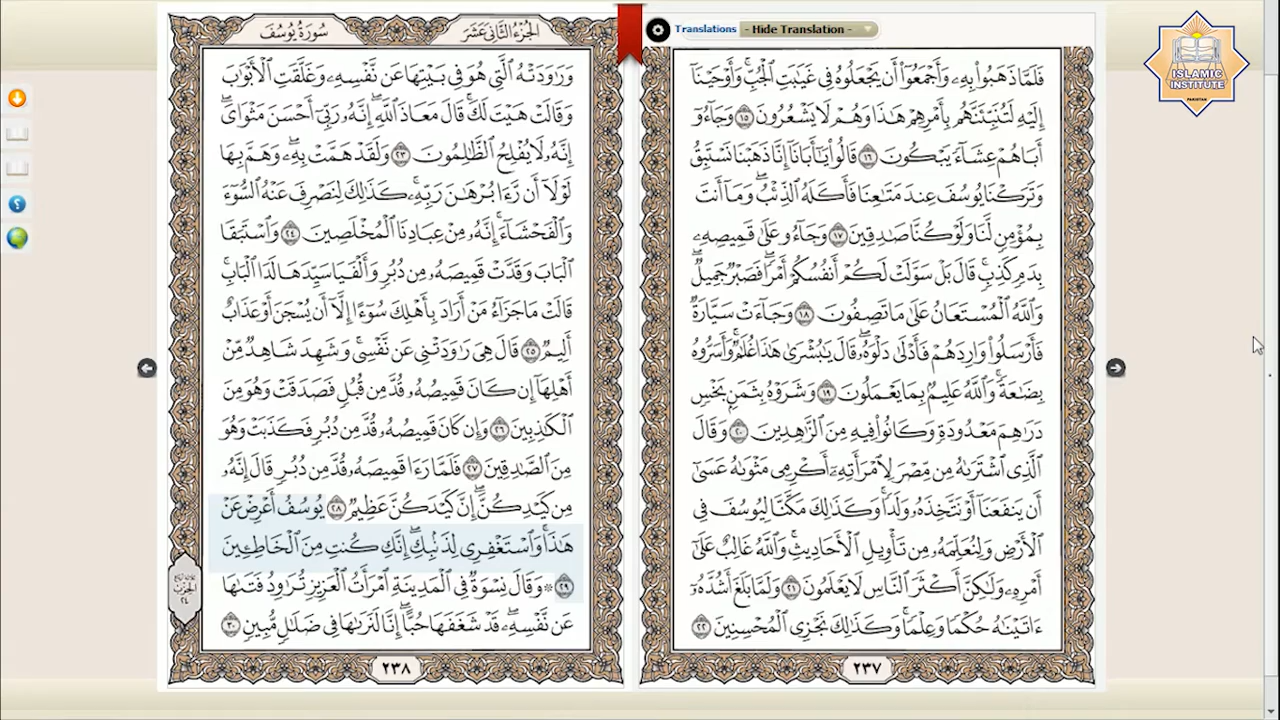 Translations - Hide Translation -
ISLAMIC
INSTITUTE
PAKISTAN
فَلَمَّا ذَهَبُوا۟ بِهِۦ وَأَجْمَعُوٓا۟ أَن يَجْعَلُوهُ فِى غَيَٰبَتِ ٱلْجُبِّ ۚ وَأَوْحَيْنَآ
إِلَيْهِ لَتُنَبِّئَنَّهُم بِأَمْرِهِمْ هَٰذَا وَهُمْ لَا يَشْعُرُونَ ١٥ وَجَآءُوٓ
أَبَاهُمْ عِشَآءً يَبْكُونَ ١٦ قَالُوا۟ يَٰٓأَبَانَآ إِنَّا ذَهَبْنَا نَسْتَبِقُ
وَتَرَكْنَا يُوسُفَ عِندَ مَتَٰعِنَا فَأَكَلَهُ ٱلذِّئْبُ ۖ وَمَآ أَنتَ
بِمُؤْمِنٍ لَّنَا وَلَوْ كُنَّا صَٰدِقِينَ ١٧ وَجَآءُو عَلَىٰ قَمِيصِهِۦ
بِدَمٍ كَذِبٍ ۚ قَالَ بَلْ سَوَّلَتْ لَكُمْ أَنفُسُكُمْ أَمْرًا ۖ فَصَبْرٌ جَمِيلٌ ۖ
وَٱللَّهُ ٱلْمُسْتَعَانُ عَلَىٰ مَا تَصِفُونَ ١٨ وَجَآءَتْ سَيَّارَةٌ
فَأَرْسَلُوا۟ وَارِدَهُمْ فَأَدْلَىٰ دَلْوَهُۥ ۖ قَالَ يَٰبُشْرَىٰ هَٰذَا غُلَٰمٌ ۚ وَأَسَرُّوهُ
بِضَٰعَةً ۚ وَٱللَّهُ عَلِيمٌۢ بِمَا يَعْمَلُونَ ١٩ وَشَرَوْهُ بِثَمَنٍۭ بَخْسٍ
دَرَٰهِمَ مَعْدُودَةٍ وَكَانُوا۟ فِيهِ مِنَ ٱلزَّٰهِدِينَ ٢٠ وَقَالَ
ٱلَّذِى ٱشْتَرَىٰهُ مِن مِّصْرَ لِٱمْرَأَتِهِۦٓ أَكْرِمِى مَثْوَىٰهُ عَسَىٰٓ
أَن يَنفَعَنَآ أَوْ نَتَّخِذَهُۥ وَلَدًا ۚ وَكَذَٰلِكَ مَكَّنَّا لِيُوسُفَ فِى
ٱلْأَرْضِ وَلِنُعَلِّمَهُۥ مِن تَأْوِيلِ ٱلْأَحَادِيثِ ۚ وَٱللَّهُ غَالِبٌ عَلَىٰٓ
أَمْرِهِۦ وَلَٰكِنَّ أَكْثَرَ ٱلنَّاسِ لَا يَعْلَمُونَ ٢١ وَلَمَّا بَلَغَ أَشُدَّهُۥٓ
ءَاتَيْنَٰهُ حُكْمًا وَعِلْمًا ۚ وَكَذَٰلِكَ نَجْزِى ٱلْمُحْسِنِينَ ٢٢
٢٣٧
الجُزْءُ الثَّانِى عَشَرَ
سُورَةُ يُوسُفَ
وَرَٰوَدَتْهُ ٱلَّتِى هُوَ فِى بَيْتِهَا عَن نَّفْسِهِۦ وَغَلَّقَتِ ٱلْأَبْوَٰبَ
وَقَالَتْ هَيْتَ لَكَ ۚ قَالَ مَعَاذَ ٱللَّهِ ۖ إِنَّهُۥ رَبِّىٓ أَحْسَنَ مَثْوَاىَ ۖ
إِنَّهُۥ لَا يُفْلِحُ ٱلظَّٰلِمُونَ ٢٣ وَلَقَدْ هَمَّتْ بِهِۦ ۖ وَهَمَّ بِهَا
لَوْلَآ أَن رَّءَا بُرْهَٰنَ رَبِّهِۦ ۚ كَذَٰلِكَ لِنَصْرِفَ عَنْهُ ٱلسُّوٓءَ
وَٱلْفَحْشَآءَ ۚ إِنَّهُۥ مِنْ عِبَادِنَا ٱلْمُخْلَصِينَ ٢٤ وَٱسْتَبَقَا
ٱلْبَابَ وَقَدَّتْ قَمِيصَهُۥ مِن دُبُرٍ وَأَلْفَيَا سَيِّدَهَا لَدَا ٱلْبَابِ ۚ
قَالَتْ مَا جَزَآءُ مَنْ أَرَادَ بِأَهْلِكَ سُوٓءًا إِلَّآ أَن يُسْجَنَ أَوْ عَذَابٌ
أَلِيمٌ ٢٥ قَالَ هِىَ رَٰوَدَتْنِى عَن نَّفْسِى ۚ وَشَهِدَ شَاهِدٌ مِّنْ
أَهْلِهَآ إِن كَانَ قَمِيصُهُۥ قُدَّ مِن قُبُلٍ فَصَدَقَتْ وَهُوَ مِنَ
ٱلْكَٰذِبِينَ ٢٦ وَإِن كَانَ قَمِيصُهُۥ قُدَّ مِن دُبُرٍ فَكَذَبَتْ وَهُوَ
مِنَ ٱلصَّٰدِقِينَ ٢٧ فَلَمَّا رَءَا قَمِيصَهُۥ قُدَّ مِن دُبُرٍ قَالَ إِنَّهُۥ
مِن كَيْدِكُنَّ ۖ إِنَّ كَيْدَكُنَّ عَظِيمٌ ٢٨ يُوسُفُ أَعْرِضْ عَنْ
هَٰذَا ۚ وَٱسْتَغْفِرِى لِذَنۢبِكِ ۖ إِنَّكِ كُنتِ مِنَ ٱلْخَاطِـِٔينَ
٢٩ ۞ وَقَالَ نِسْوَةٌ فِى ٱلْمَدِينَةِ ٱمْرَأَتُ ٱلْعَزِيزِ تُرَٰوِدُ فَتَىٰهَا
عَن نَّفْسِهِۦ ۖ قَدْ شَغَفَهَا حُبًّا ۖ إِنَّا لَنَرَىٰهَا فِى ضَلَٰلٍ مُّبِينٍ ٣٠
٢٣٨